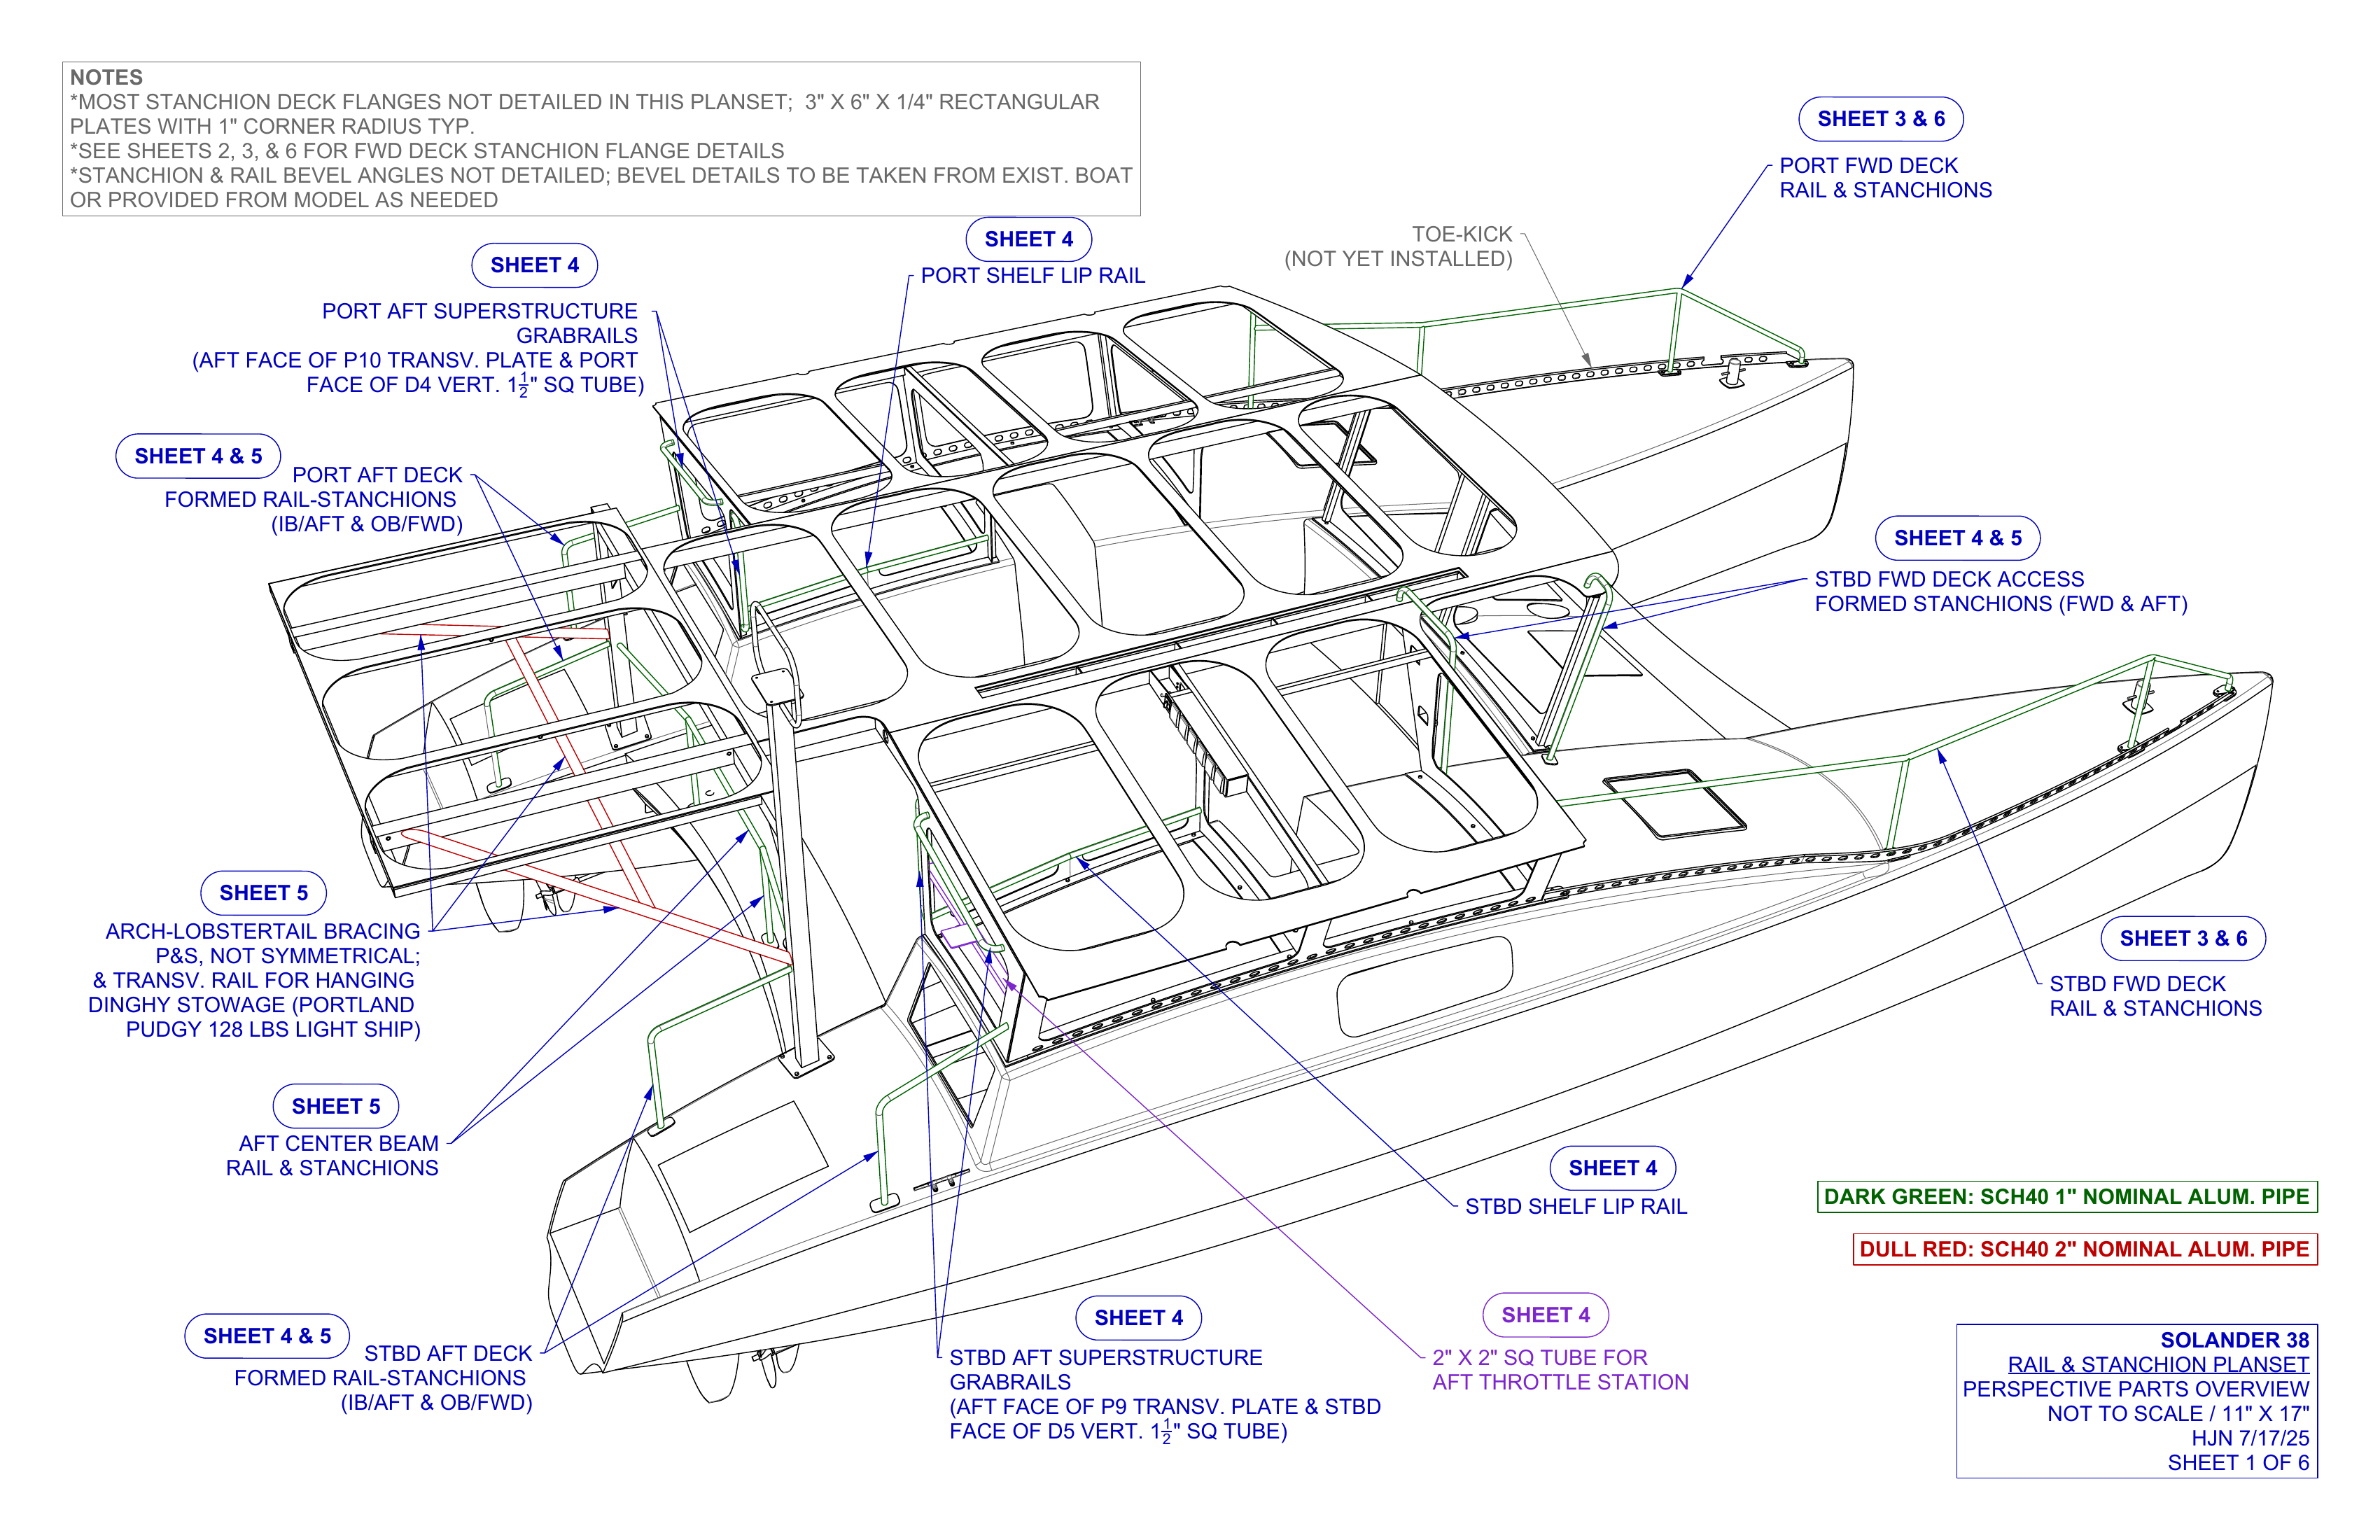 NOTES
*MOST STANCHION DECK FLANGES NOT DETAILED IN THIS PLANSET;  3" X 6" X 1/4" RECTANGULAR
PLATES WITH 1" CORNER RADIUS TYP.
*SEE SHEETS 2, 3, & 6 FOR FWD DECK STANCHION FLANGE DETAILS
*STANCHION & RAIL BEVEL ANGLES NOT DETAILED; BEVEL DETAILS TO BE TAKEN FROM EXIST. BOAT
OR PROVIDED FROM MODEL AS NEEDED
SHEET 3 & 6
PORT FWD DECK
RAIL & STANCHIONS
TOE-KICK
(NOT YET INSTALLED)
SHEET 4
PORT SHELF LIP RAIL
SHEET 4
PORT AFT SUPERSTRUCTURE
GRABRAILS
(AFT FACE OF P10 TRANSV. PLATE & PORT
FACE OF D4 VERT. 1 1/2" SQ TUBE)
SHEET 4 & 5
PORT AFT DECK
FORMED RAIL-STANCHIONS
(IB/AFT & OB/FWD)
SHEET 4 & 5
STBD FWD DECK ACCESS
FORMED STANCHIONS (FWD & AFT)
SHEET 5
ARCH-LOBSTERTAIL BRACING
P&S, NOT SYMMETRICAL;
& TRANSV. RAIL FOR HANGING
DINGHY STOWAGE (PORTLAND
PUDGY 128 LBS LIGHT SHIP)
SHEET 3 & 6
STBD FWD DECK
RAIL & STANCHIONS
SHEET 5
AFT CENTER BEAM
RAIL & STANCHIONS
SHEET 4
STBD SHELF LIP RAIL
DARK GREEN: SCH40 1" NOMINAL ALUM. PIPE
DULL RED: SCH40 2" NOMINAL ALUM. PIPE
SHEET 4 & 5
STBD AFT DECK
FORMED RAIL-STANCHIONS
(IB/AFT & OB/FWD)
SHEET 4
STBD AFT SUPERSTRUCTURE
GRABRAILS
(AFT FACE OF P9 TRANSV. PLATE & STBD
FACE OF D5 VERT. 1 1/2" SQ TUBE)
SHEET 4
2" X 2" SQ TUBE FOR
AFT THROTTLE STATION
SOLANDER 38
RAIL & STANCHION PLANSET
PERSPECTIVE PARTS OVERVIEW
NOT TO SCALE / 11" X 17"
HJN 7/17/25
SHEET 1 OF 6